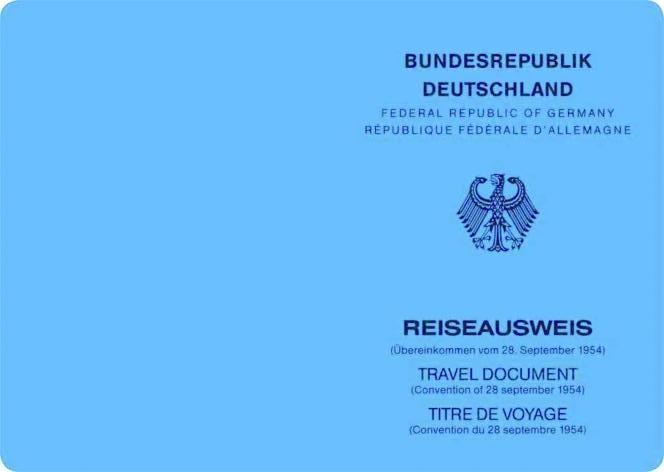 BUNDESREPUBLIK
DEUTSCHLAND
FEDERAL REPUBLIC OF GERMANY
RÉPUBLIQUE FÉDÉRALE D'ALLEMAGNE
REISEAUSWEIS
(Übereinkommen vom 28. September 1954)
TRAVEL DOCUMENT
(Convention of 28 september 1954)
TITRE DE VOYAGE
(Convention du 28 septembre 1954)